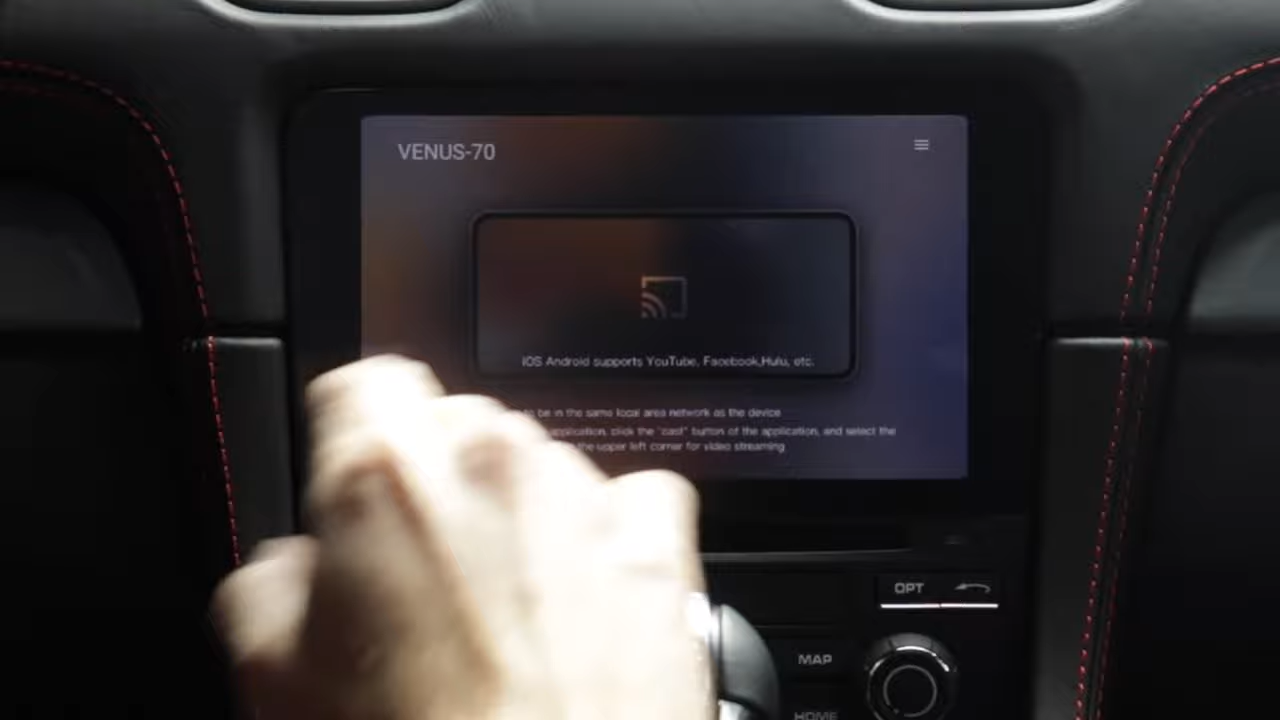 VENUS-70
iOS Android supports YouTube, Facebook,Hulu, etc.
to be in the same local area network as the device
application, click the "cast" button of the application, and select the
the upper left corner for video streaming
OPT
MAP
HOME